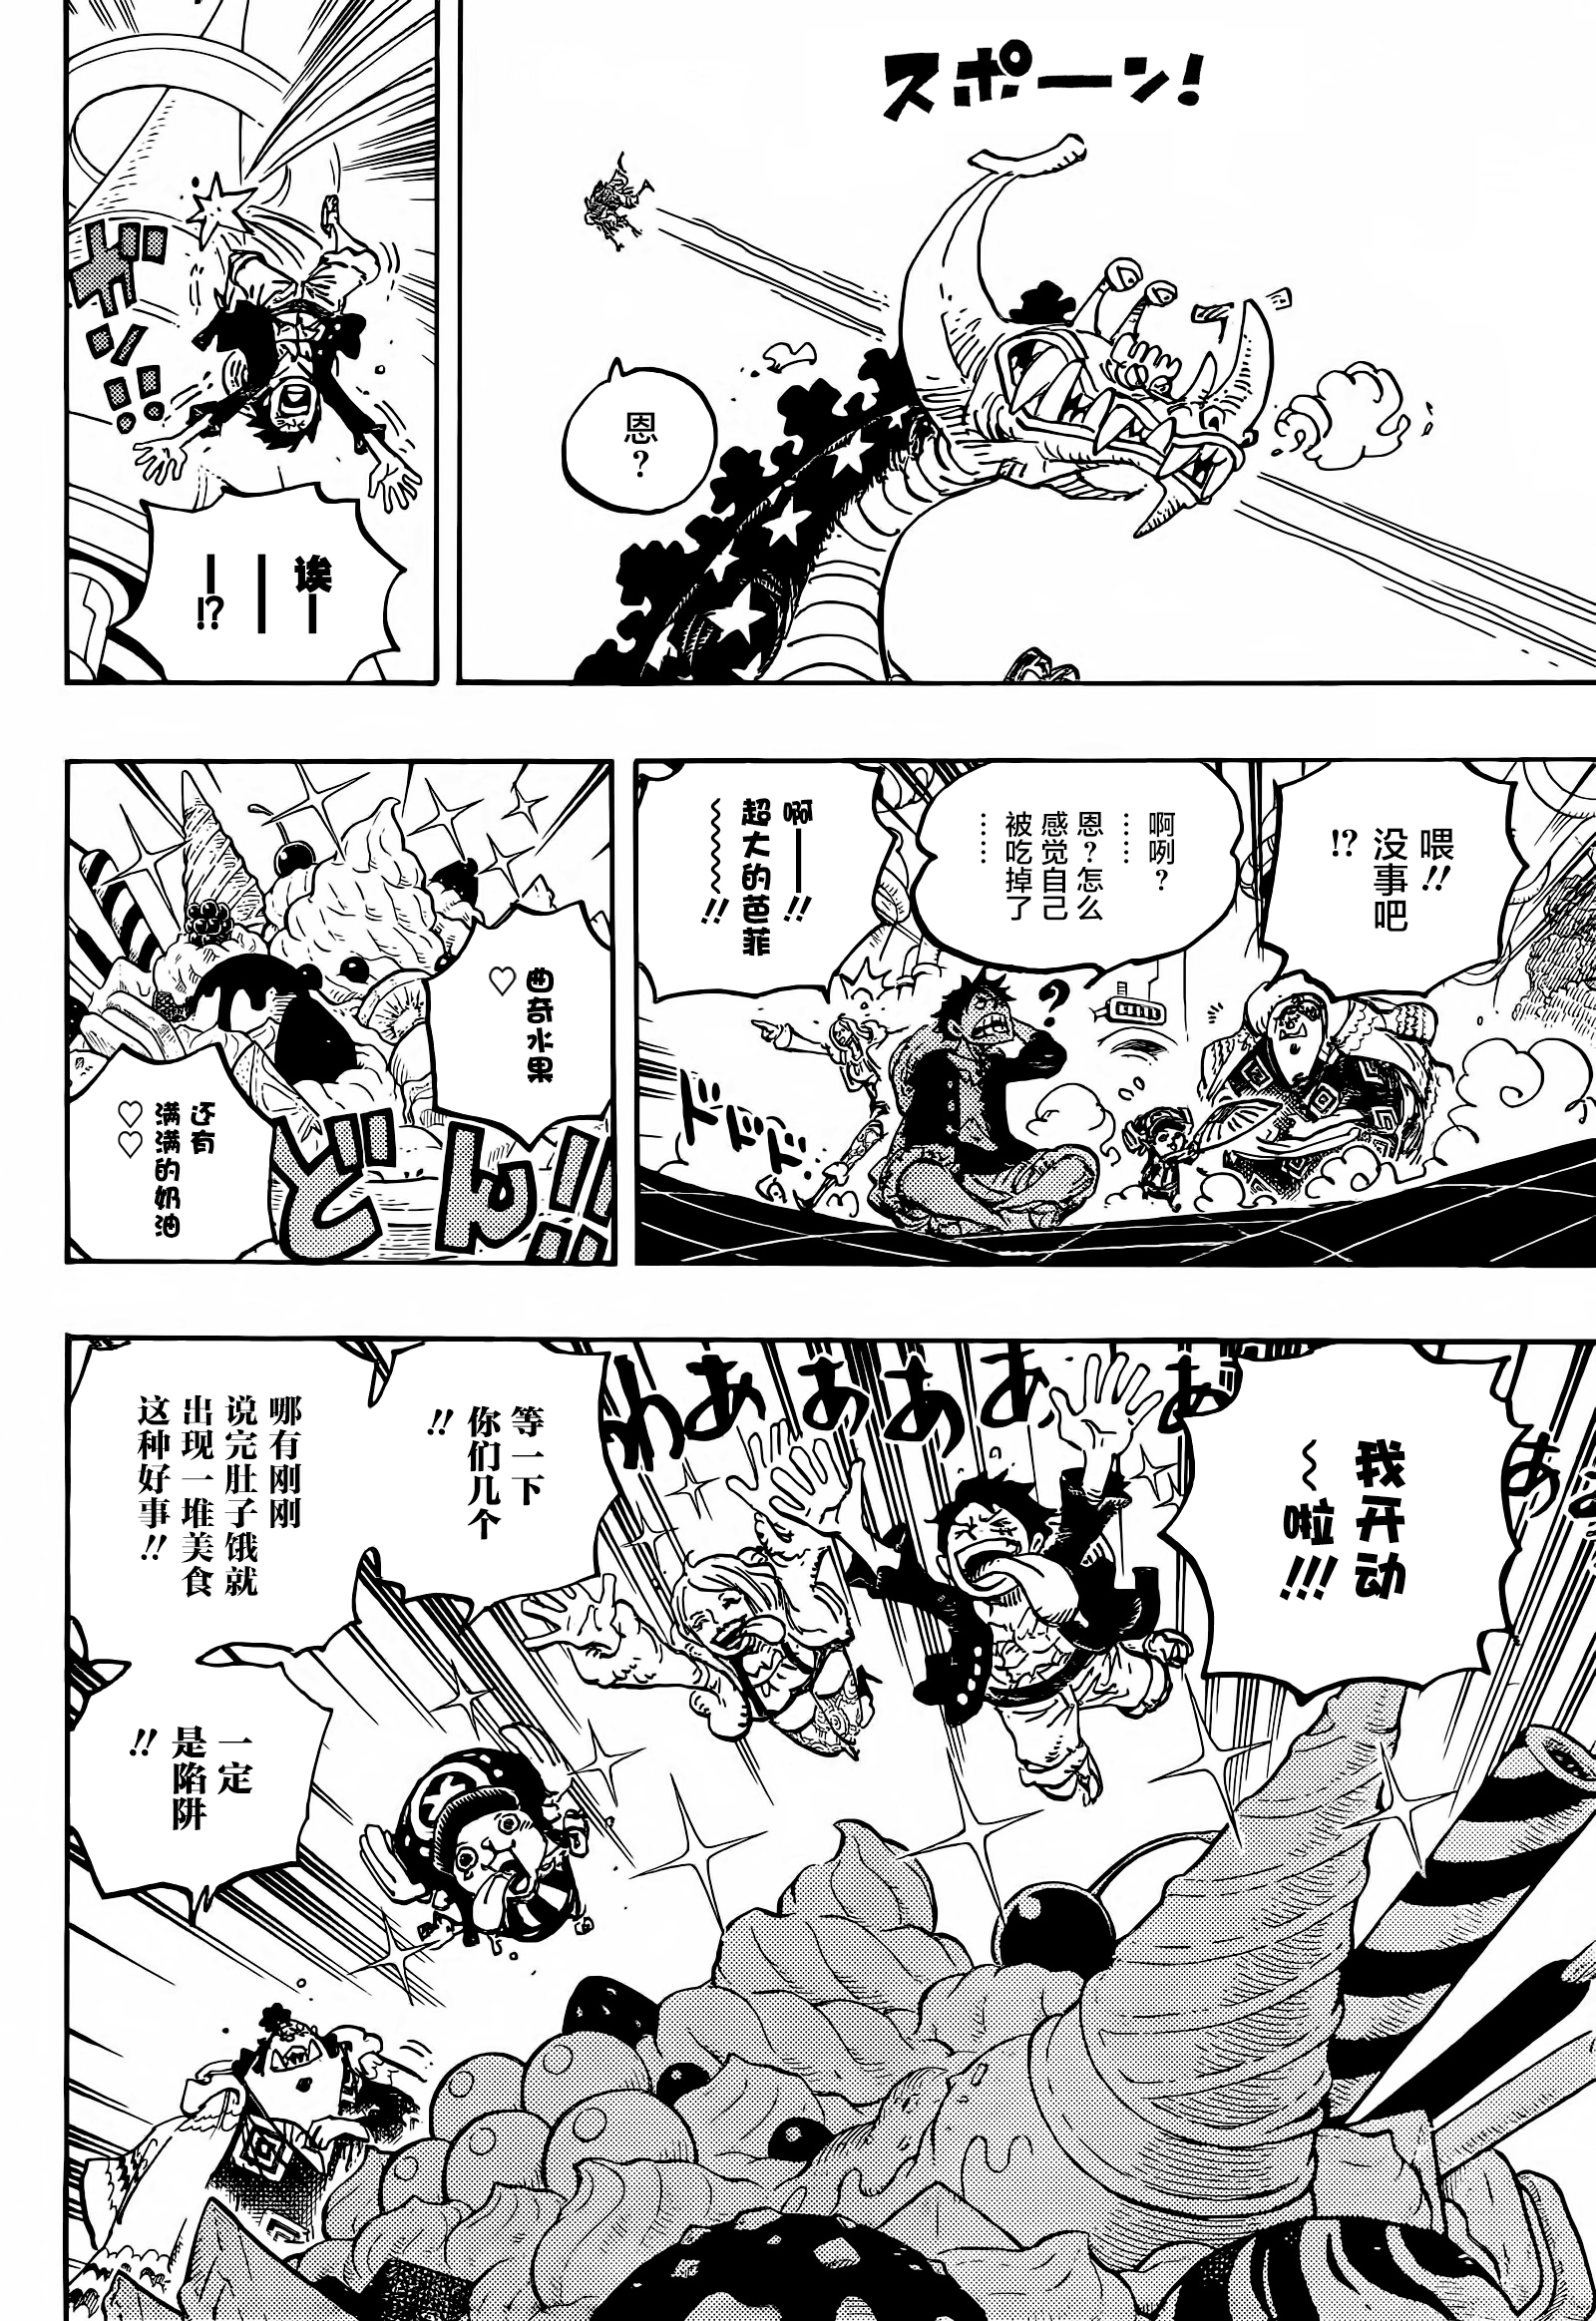 スポーン!
恩
？
ガン!!
诶ー
ー
ー!?
喂!!
没事吧
!?
啊咧？
……
恩？怎么
感觉自己
被吃掉了
……
啊——!!
超大的芭菲
～～～!!
ドドドド
曲奇水果
♡
还有
满满的奶油
♡♡
どん!!
我开动
～啦!!!
わあああああ
等一下
你们几个
!!
哪有刚刚
说完肚子饿就
出现一堆美食
这种好事!!
一定
是陷阱
!!